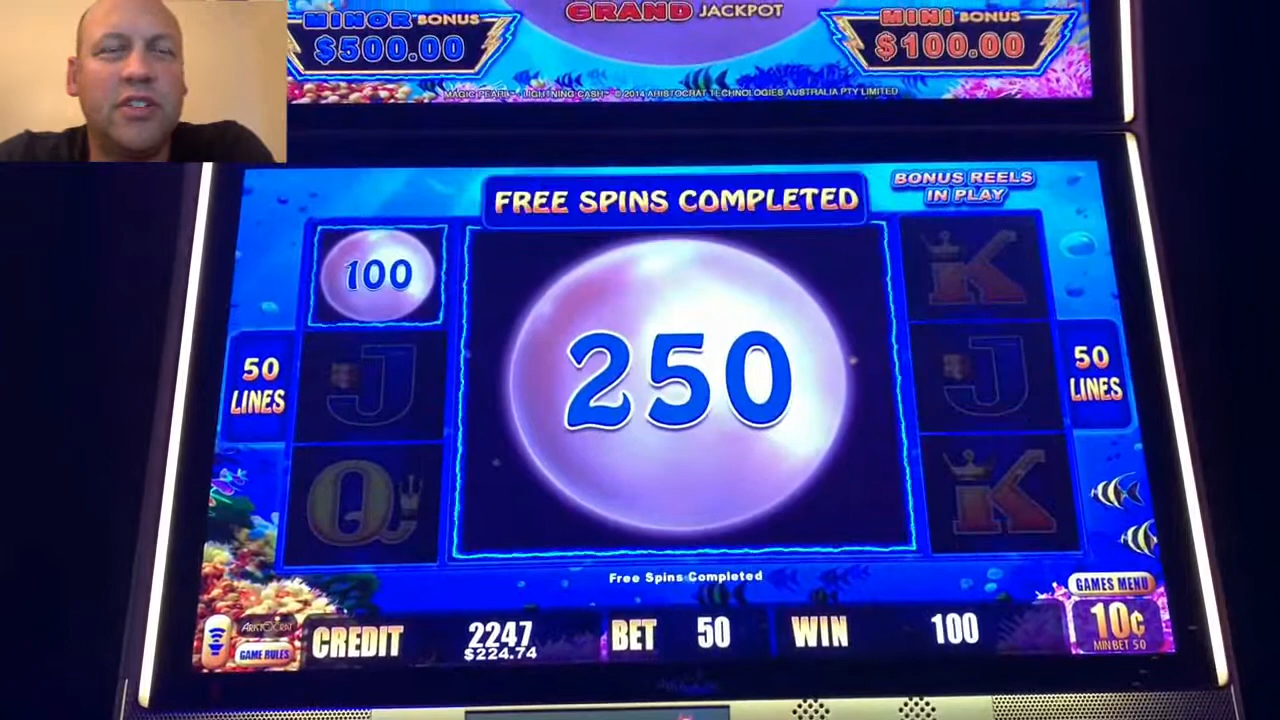 MINOR BONUS
$500.00
GRAND JACKPOT
MINI BONUS
$100.00
MAGIC PEARL™ - LIGHTNING CASH™ © 2014 ARISTOCRAT TECHNOLOGIES AUSTRALIA PTY LIMITED
FREE SPINS COMPLETED
BONUS REELS
IN PLAY
100
250
K
50
LINES
J
J
50
LINES
Q
K
Free Spins Completed
GAMES MENU
ARISTOCRAT
GAME RULES
CREDIT
2247
$224.74
BET
50
WIN
100
10¢
MIN BET 50